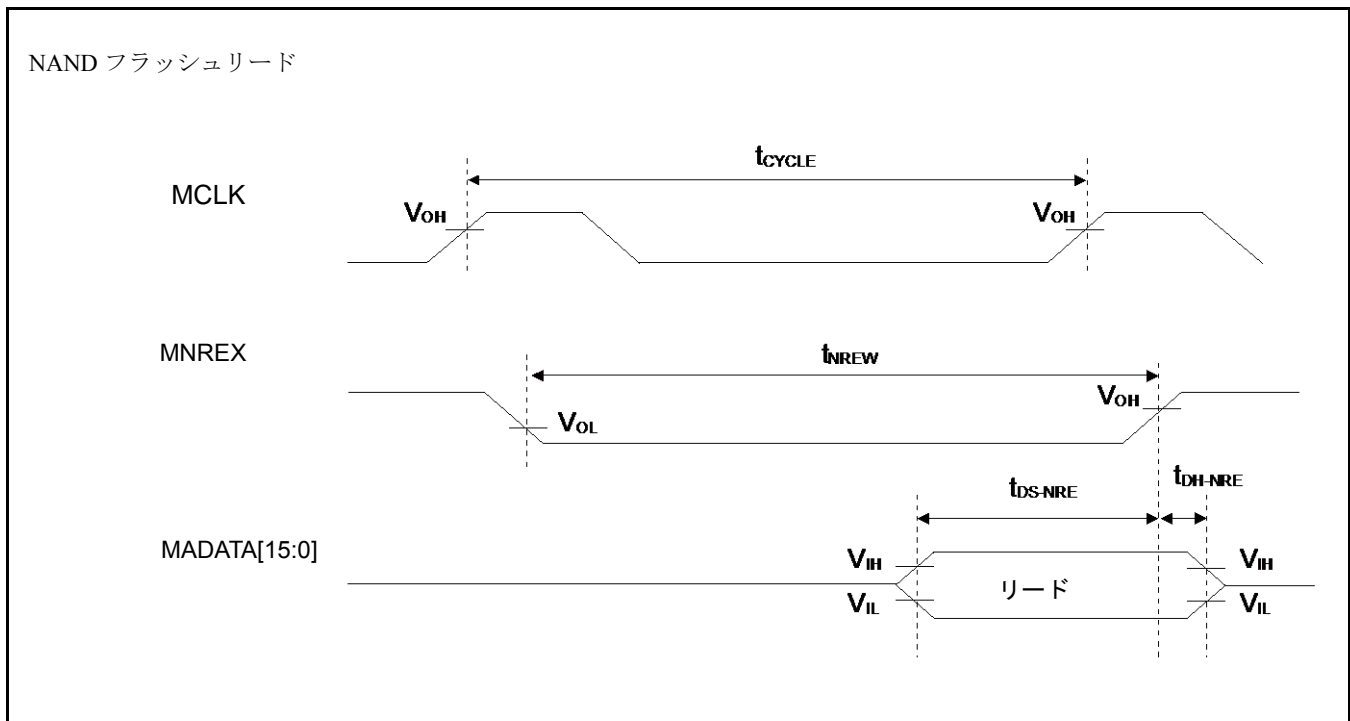 NAND フラッシュリード
tCYCLE
MCLK
VOH
VOH
MNREX
tNREW
VOH
VOL
tDS-NRE
tDH-NRE
MADATA[15:0]
VIH
VIH
リード
VIL
VIL